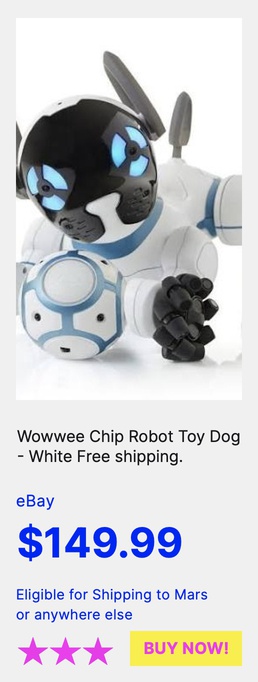 Wowwee Chip Robot Toy Dog
- White Free shipping.
eBay
$149.99
Eligible for Shipping to Mars
or anywhere else
BUY NOW!